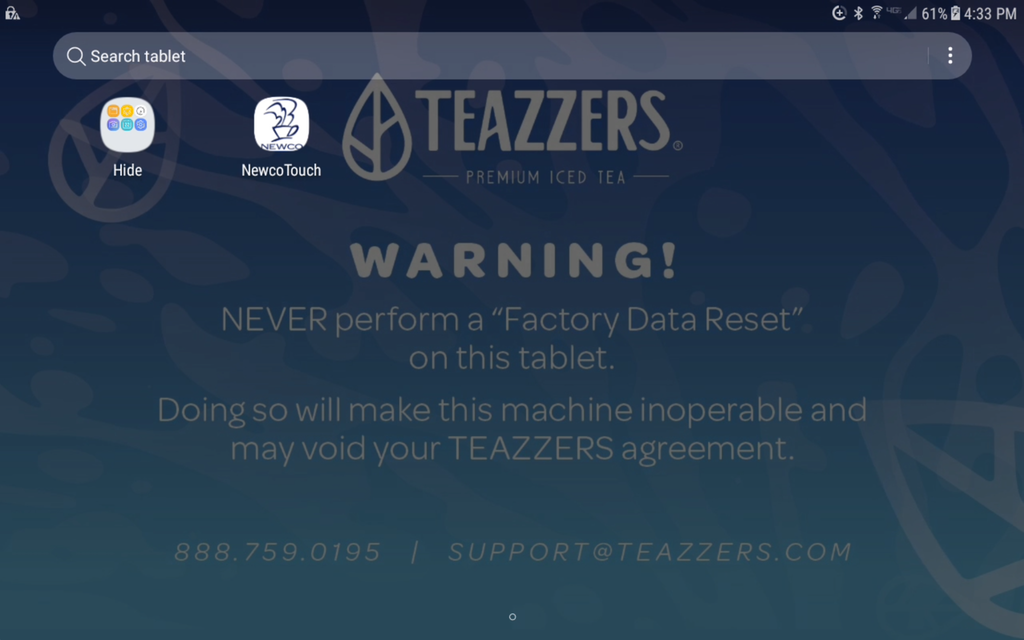 61% 4:33 PM
Search tablet
NEWCO
Hide
NewcoTouch
TEAZZERS®
PREMIUM ICED TEA
WARNING!
NEVER perform a “Factory Data Reset”
on this tablet.
Doing so will make this machine inoperable and
may void your TEAZZERS agreement.
888.759.0195 | SUPPORT@TEAZZERS.COM